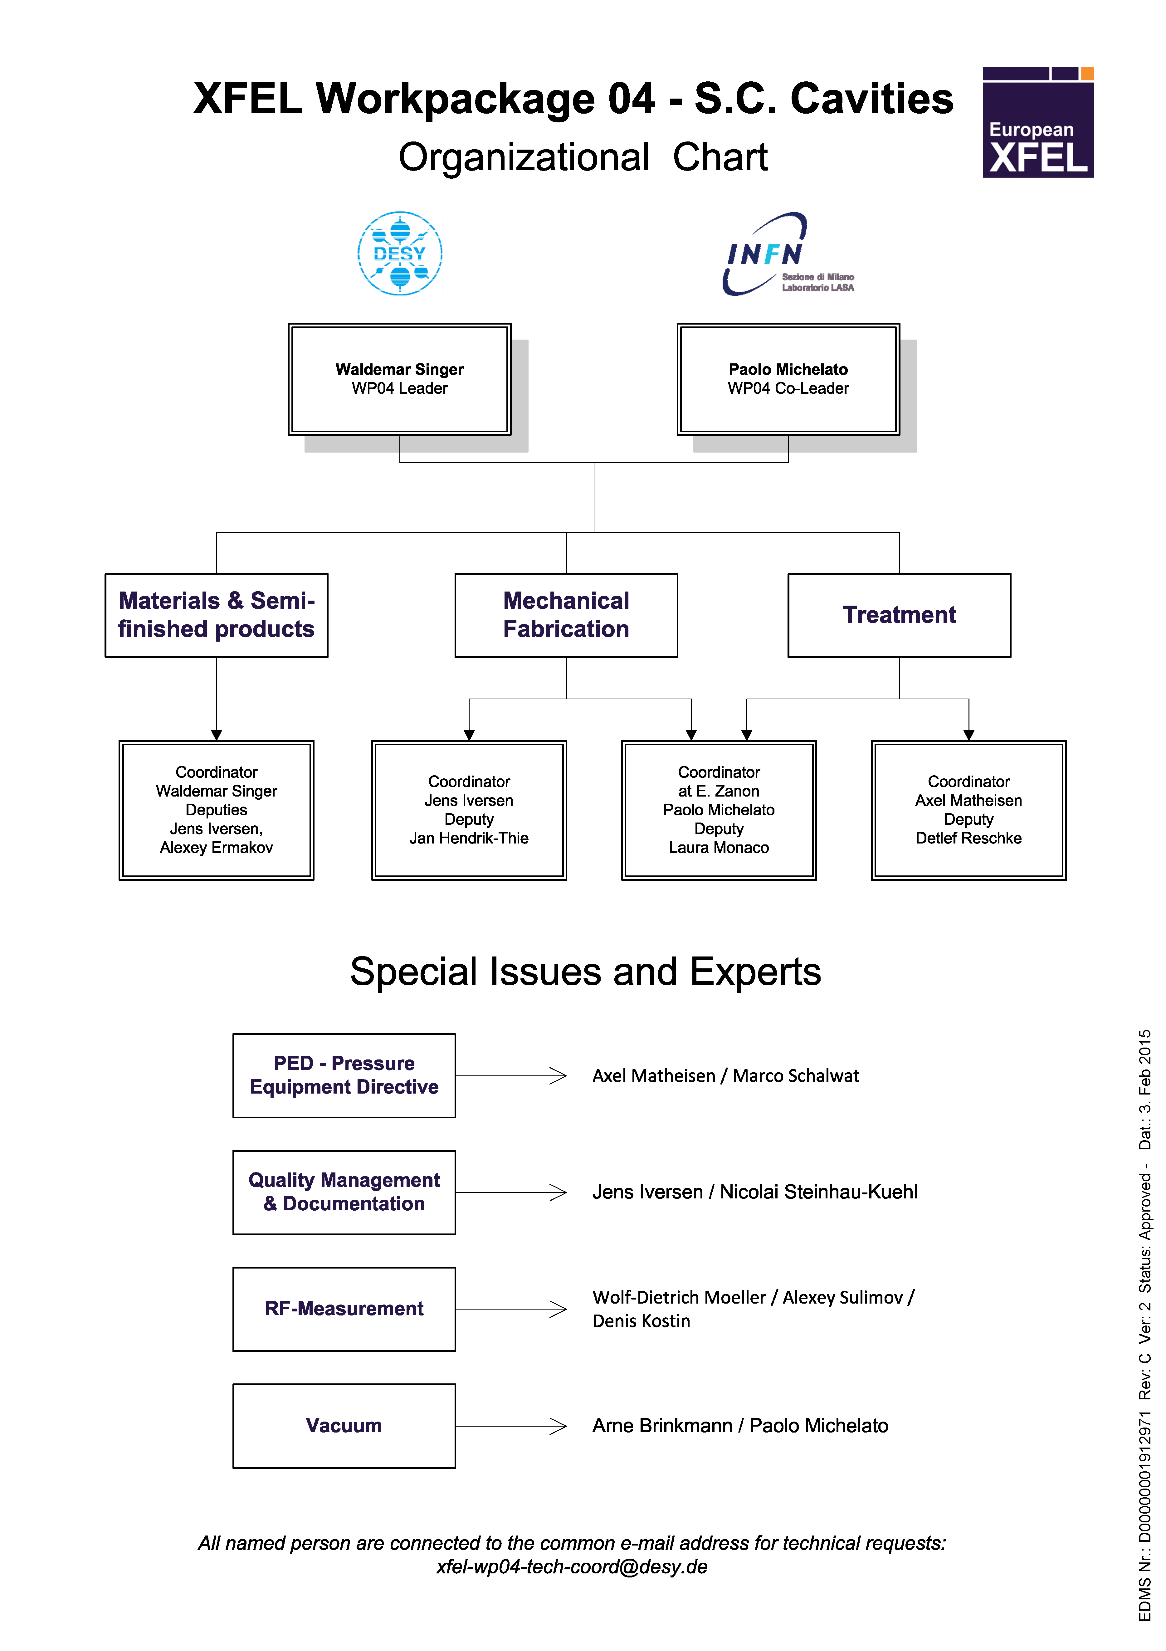 XFEL Workpackage 04 - S.C. Cavities
Organizational Chart
European
XFEL
DESY
INFN
Sezione di Milano
Laboratorio LASA
Waldemar Singer
WP04 Leader
Paolo Michelato
WP04 Co-Leader
Materials & Semi-
finished products
Mechanical
Fabrication
Treatment
Coordinator
Waldemar Singer
Deputies
Jens Iversen,
Alexey Ermakov
Coordinator
Jens Iversen
Deputy
Jan Hendrik-Thie
Coordinator
at E. Zanon
Paolo Michelato
Deputy
Laura Monaco
Coordinator
Axel Matheisen
Deputy
Detlef Reschke
Special Issues and Experts
PED - Pressure
Equipment Directive
Axel Matheisen / Marco Schalwat
Quality Management
& Documentation
Jens Iversen / Nicolai Steinhau-Kuehl
RF-Measurement
Wolf-Dietrich Moeller / Alexey Sulimov /
Denis Kostin
Vacuum
Arne Brinkmann / Paolo Michelato
All named person are connected to the common e-mail address for technical requests:
xfel-wp04-tech-coord@desy.de
EDMS Nr.: D00000001912971 Rev: C Ver: 2 Status: Approved - Dat.: 3. Feb 2015